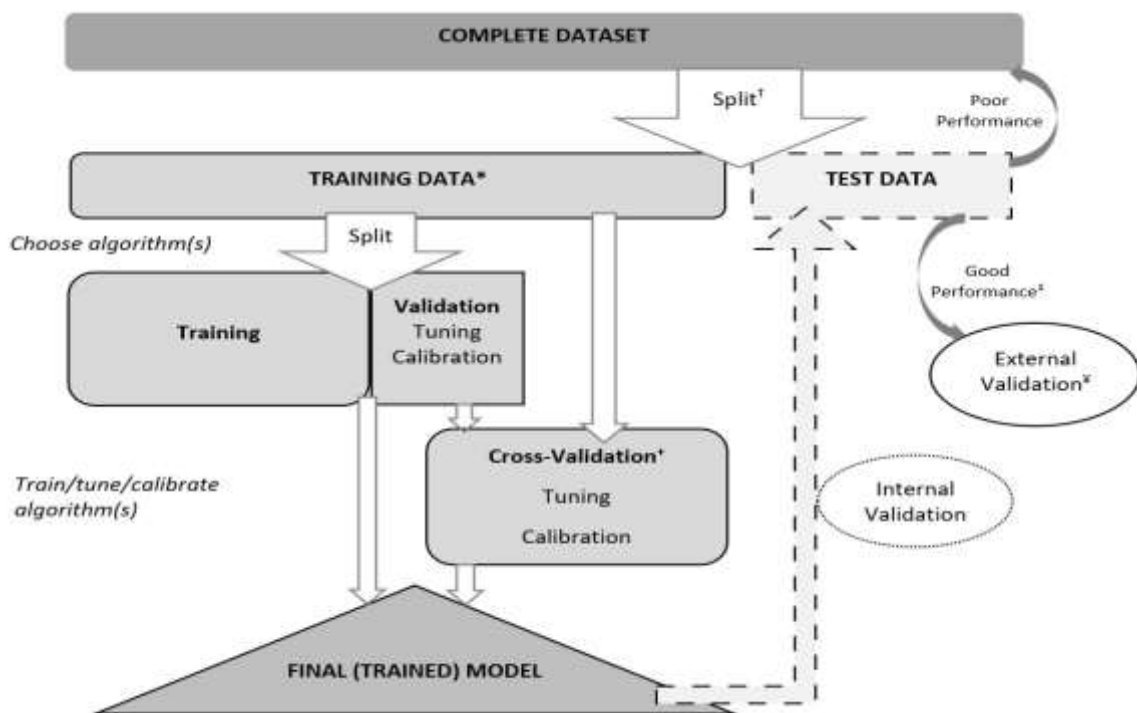 COMPLETE DATASET
Split†
Poor
Performance
TRAINING DATA*
TEST DATA
Choose algorithm(s)
Split
Good
Performance‡
Training
Validation
Tuning
Calibration
External
Validation¥
Cross-Validation⁺
Tuning
Calibration
Train/tune/calibrate
algorithm(s)
Internal
Validation
FINAL (TRAINED) MODEL